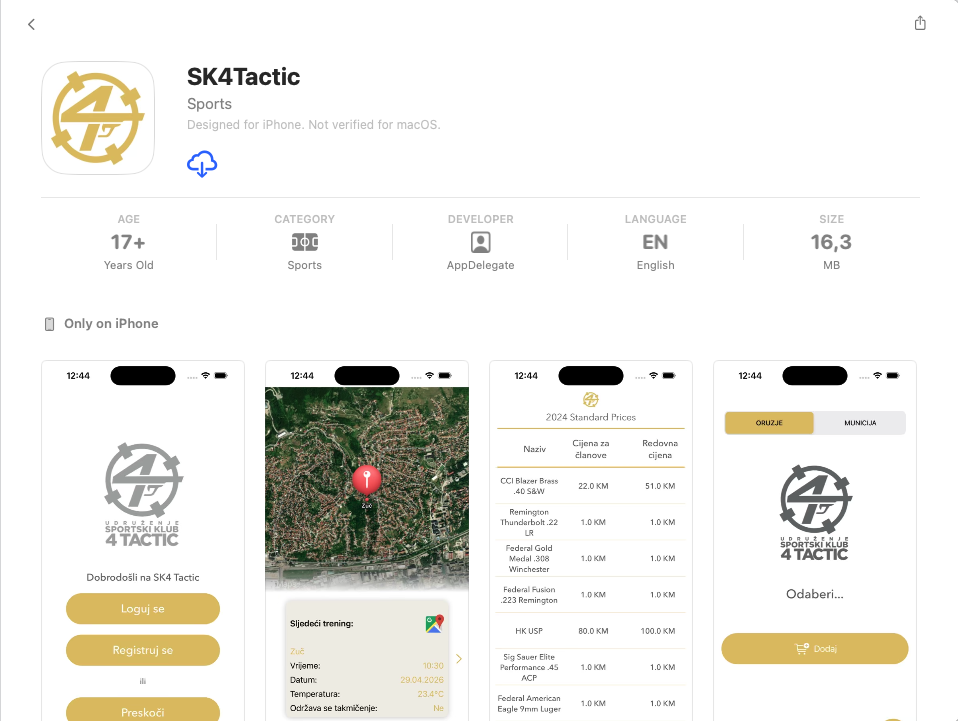 SK4Tactic
Sports
Designed for iPhone. Not verified for macOS.
AGE
17+
Years Old
CATEGORY
Sports
DEVELOPER
AppDelegate
LANGUAGE
EN
English
SIZE
16,3
MB
Only on iPhone
12:44
UDRUŽENJE
SPORTSKI KLUB
4 TACTIC
Dobrodošli na SK4 Tactic
Loguj se
Registruj se
ili
Preskoči
12:44
Žuč
Sljedeći trening:
Žuč
Vrijeme: 10:30
Datum: 29.04.2026
Temperatura: 23.4°C
Održava se takmičenje: Ne
12:44
2024 Standard Prices
Naziv Cijena za članove Redovna cijena
CCI Blazer Brass
.40 S&W 22.0 KM 51.0 KM
Remington
Thunderbolt .22
LR 1.0 KM 1.0 KM
Federal Gold
Medal .308
Winchester 1.0 KM 1.0 KM
Federal Fusion
.223 Remington 1.0 KM 1.0 KM
HK USP 80.0 KM 100.0 KM
Sig Sauer Elite
Performance .45
ACP 1.0 KM 1.0 KM
Federal American
Eagle 9mm Luger 1.0 KM 1.0 KM
12:44
ORUZJE MUNICIJA
UDRUŽENJE
SPORTSKI KLUB
4 TACTIC
Odaberi...
Dodaj